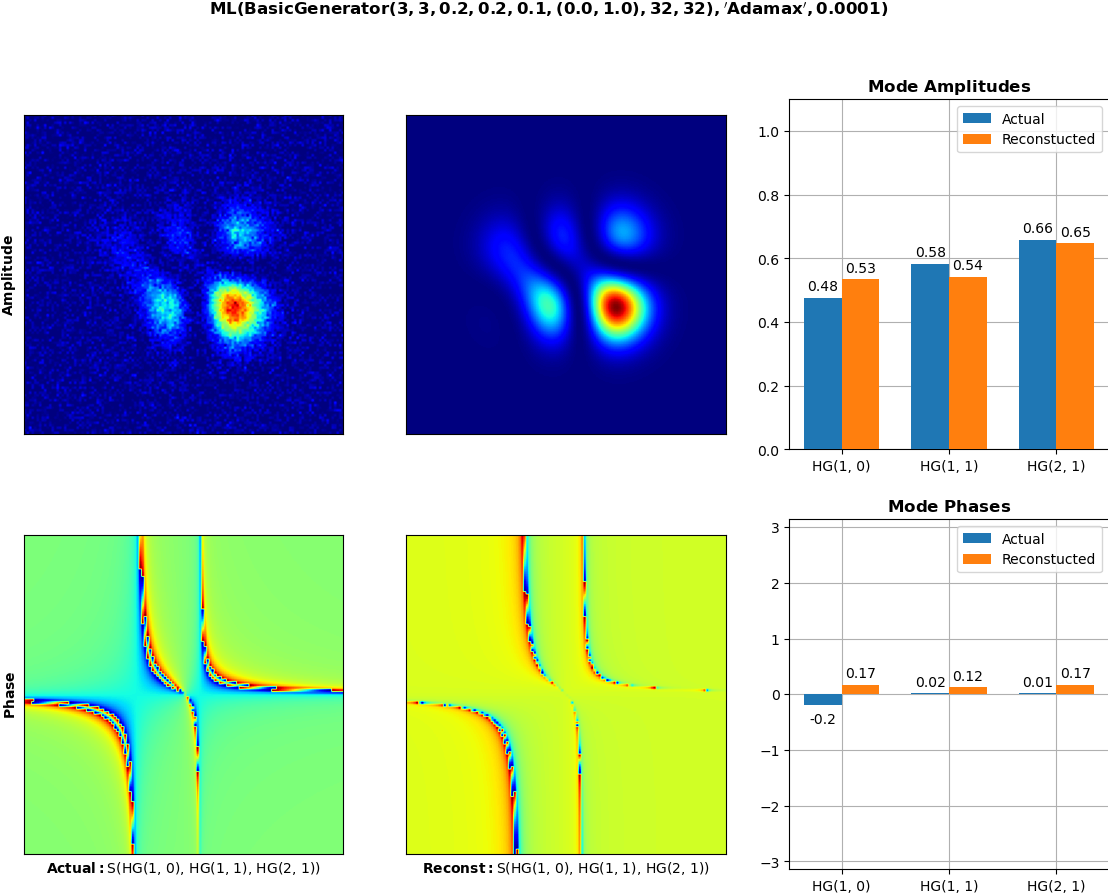 ML(BasicGenerator(3, 3, 0.2, 0.2, 0.1, (0.0, 1.0), 32, 32), ′Adamax′, 0.0001)
Amplitude
Mode Amplitudes
Actual
Reconstucted
1.0
0.8
0.6
0.4
0.2
0.0
0.48
0.53
0.58
0.54
0.66
0.65
HG(1, 0)
HG(1, 1)
HG(2, 1)
Phase
Actual: S(HG(1, 0), HG(1, 1), HG(2, 1))
Reconst: S(HG(1, 0), HG(1, 1), HG(2, 1))
Mode Phases
Actual
Reconstucted
3
2
1
0
−1
−2
−3
-0.2
0.17
0.02
0.12
0.01
0.17
HG(1, 0)
HG(1, 1)
HG(2, 1)